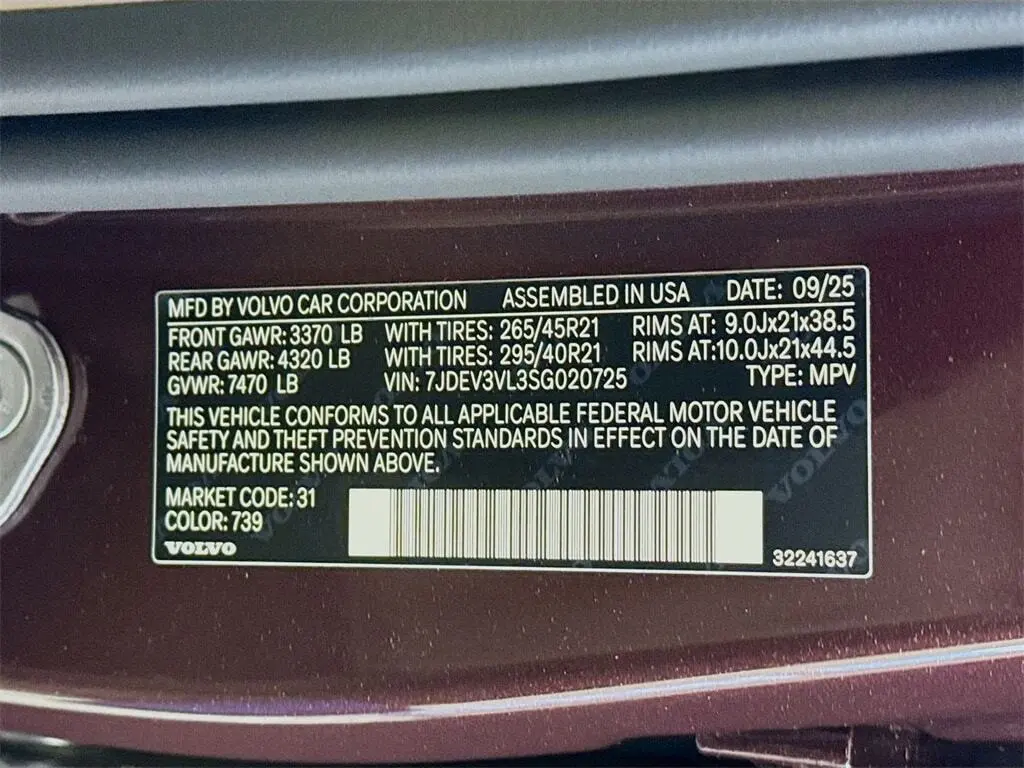 MFD BY VOLVO CAR CORPORATION ASSEMBLED IN USA DATE: 09/25
FRONT GAWR: 3370 LB WITH TIRES: 265/45R21 RIMS AT: 9.0Jx21x38.5
REAR GAWR: 4320 LB WITH TIRES: 295/40R21 RIMS AT:10.0Jx21x44.5
GVWR: 7470 LB VIN: 7JDEV3VL3SG020725 TYPE: MPV
THIS VEHICLE CONFORMS TO ALL APPLICABLE FEDERAL MOTOR VEHICLE
SAFETY AND THEFT PREVENTION STANDARDS IN EFFECT ON THE DATE OF
MANUFACTURE SHOWN ABOVE.
MARKET CODE: 31
COLOR: 739
VOLVO
32241637